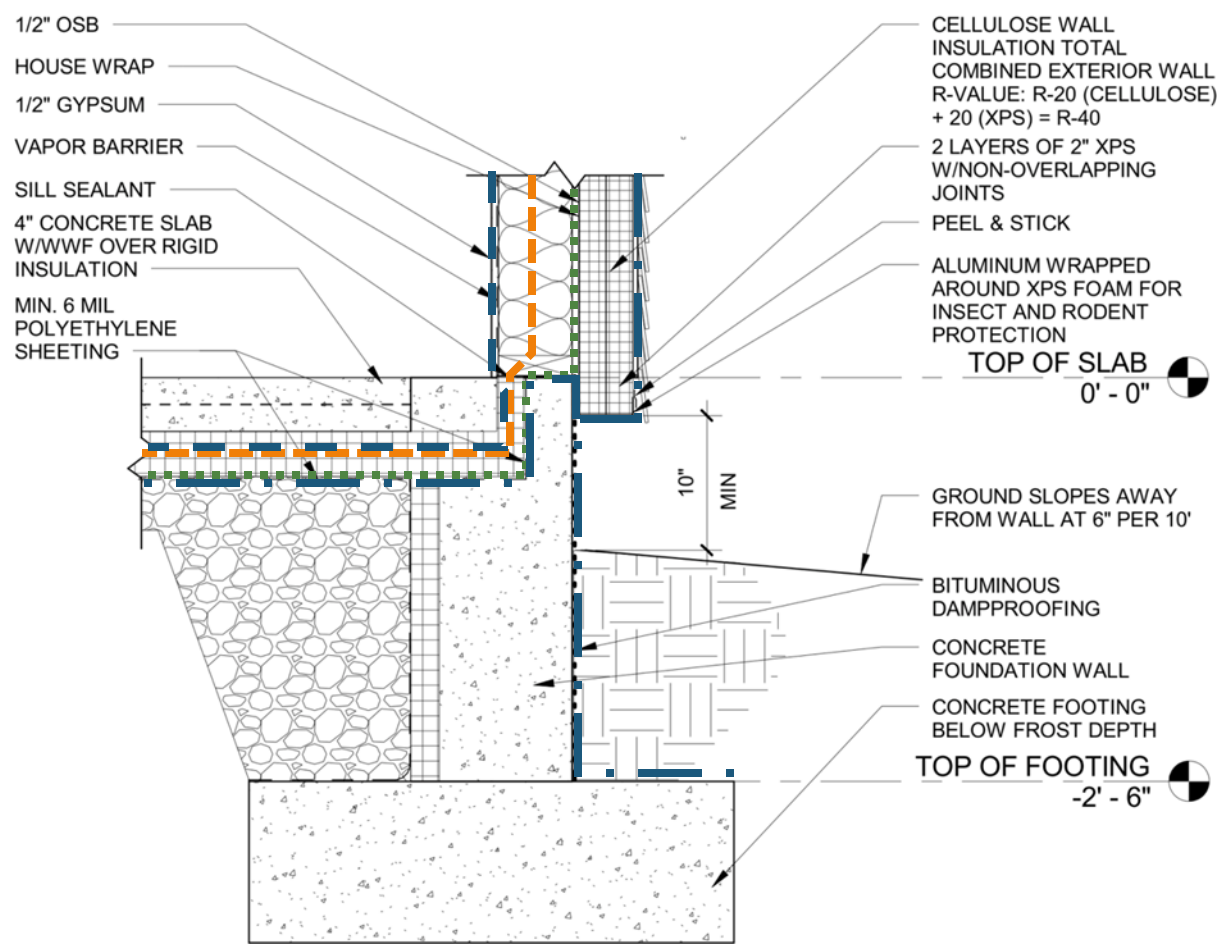 1/2" OSB
HOUSE WRAP
1/2" GYPSUM
VAPOR BARRIER
SILL SEALANT
4" CONCRETE SLAB
W/WWF OVER RIGID
INSULATION
MIN. 6 MIL
POLYETHYLENE
SHEETING
CELLULOSE WALL
INSULATION TOTAL
COMBINED EXTERIOR WALL
R-VALUE: R-20 (CELLULOSE)
+ 20 (XPS) = R-40
2 LAYERS OF 2" XPS
W/NON-OVERLAPPING
JOINTS
PEEL & STICK
ALUMINUM WRAPPED
AROUND XPS FOAM FOR
INSECT AND RODENT
PROTECTION
TOP OF SLAB
0' - 0"
10"
MIN
GROUND SLOPES AWAY
FROM WALL AT 6" PER 10'
BITUMINOUS
DAMPPROOFING
CONCRETE
FOUNDATION WALL
CONCRETE FOOTING
BELOW FROST DEPTH
TOP OF FOOTING
-2' - 6"